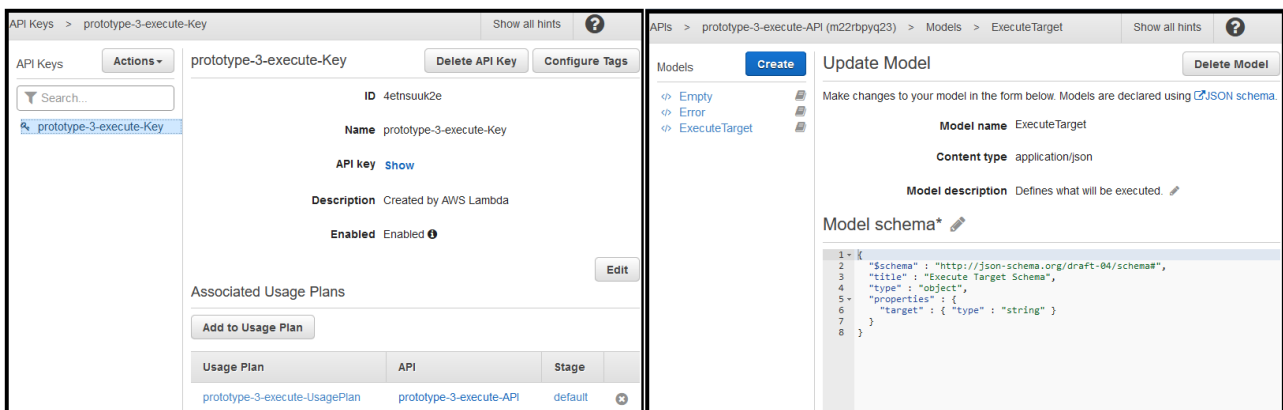 API Keys > prototype-3-execute-Key Show all hints ?
API Keys Actions
Search...
prototype-3-execute-Key
prototype-3-execute-Key Delete API Key Configure Tags
ID 4etnsuuk2e
Name prototype-3-execute-Key
API key Show
Description Created by AWS Lambda
Enabled Enabled
Edit
Associated Usage Plans
Add to Usage Plan
Usage Plan API Stage
prototype-3-execute-UsagePlan prototype-3-execute-API default
APIs > prototype-3-execute-API (m22rbpyq23) > Models > ExecuteTarget Show all hints ?
Models Create
</> Empty
</> Error
</> ExecuteTarget
Update Model Delete Model
Make changes to your model in the form below. Models are declared using JSON schema.
Model name ExecuteTarget
Content type application/json
Model description Defines what will be executed.
Model schema*
1 {
2 "$schema" : "http://json-schema.org/draft-04/schema#",
3 "title" : "Execute Target Schema",
4 "type" : "object",
5 "properties" : {
6 "target" : { "type" : "string" }
7 }
8 }